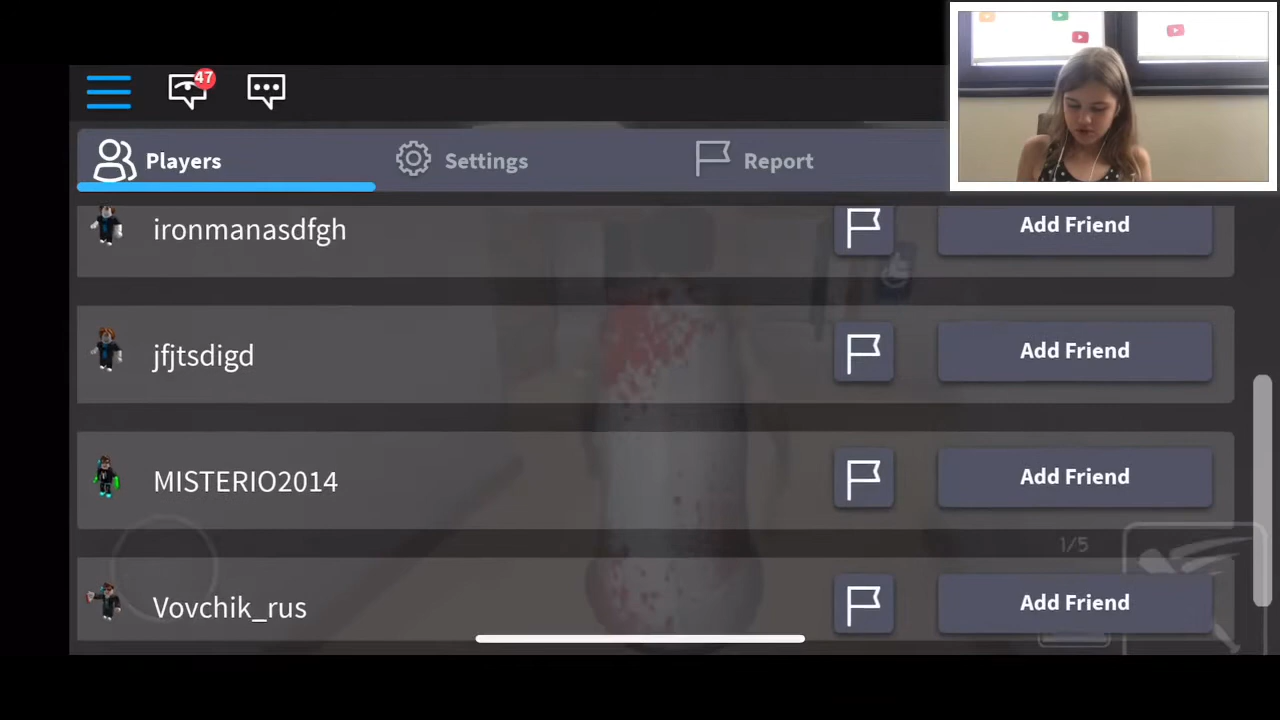 47
Players
Settings
Report
ironmanasdfgh
Add Friend
jfjtsdigd
Add Friend
MISTERIO2014
Add Friend
1/5
Vovchik_rus
Add Friend